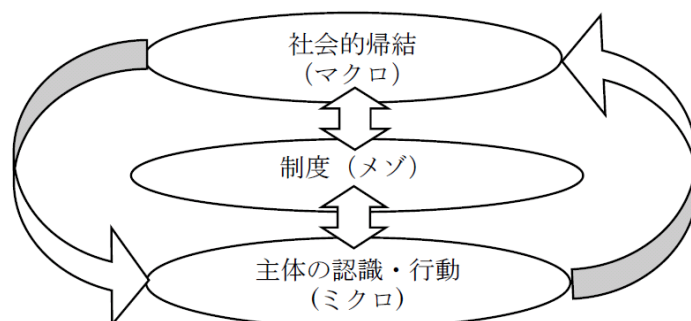 社会的帰結
（マクロ）
制度（メゾ）
主体の認識・行動
(ミクロ）